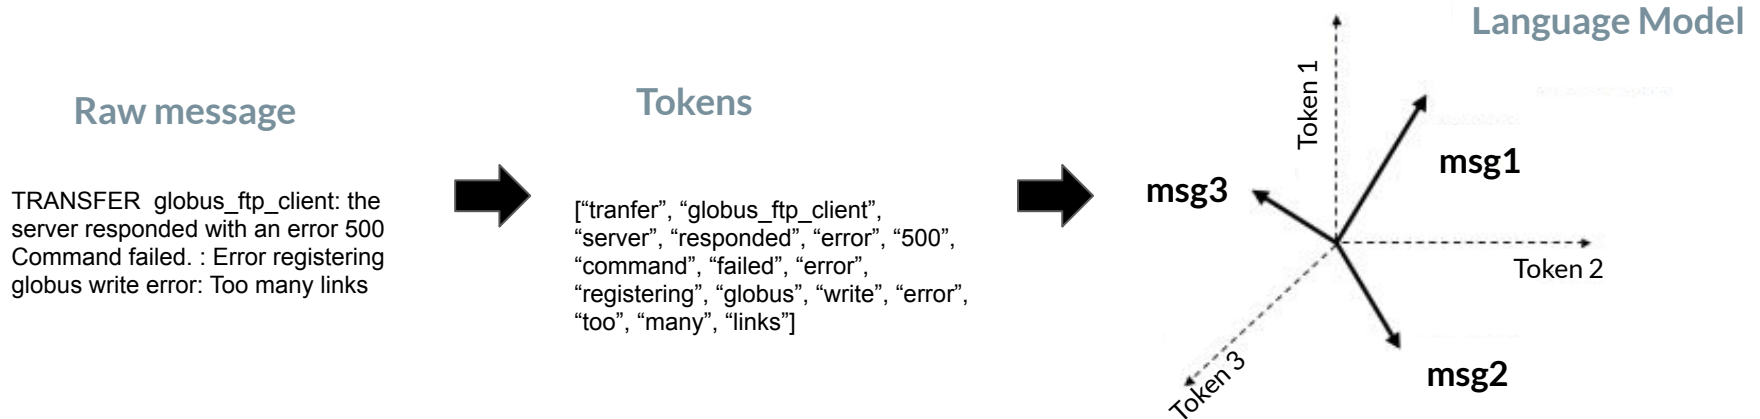 Raw message
TRANSFER  globus_ftp_client: the
server responded with an error 500
Command failed. : Error registering
globus write error: Too many links
Tokens
[“tranfer”, “globus_ftp_client”,
“server”, “responded”, “error”, “500”,
“command”, “failed”, “error”,
“registering”, “globus”, “write”, “error”,
“too”, “many”, “links”]
Language Model
Token 1
msg1
msg3
Token 2
msg2
Token 3